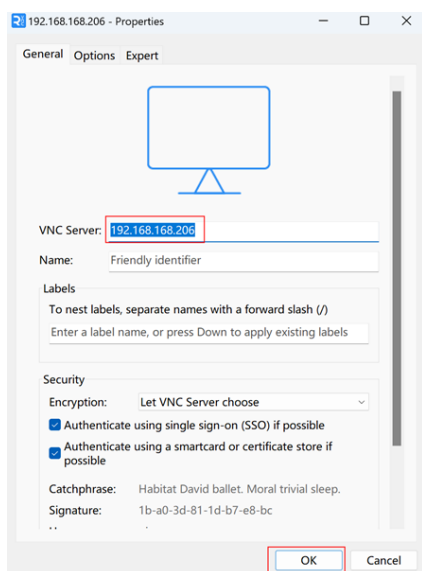 192.168.168.206 - Properties
General Options Expert
VNC Server: 192.168.168.206
Name: Friendly identifier
Labels
To nest labels, separate names with a forward slash (/)
Enter a label name, or press Down to apply existing labels
Security
Encryption: Let VNC Server choose
Authenticate using single sign-on (SSO) if possible
Authenticate using a smartcard or certificate store if
possible
Catchphrase: Habitat David ballet. Moral trivial sleep.
Signature: 1b-a0-3d-81-1d-b7-e8-bc
OK Cancel